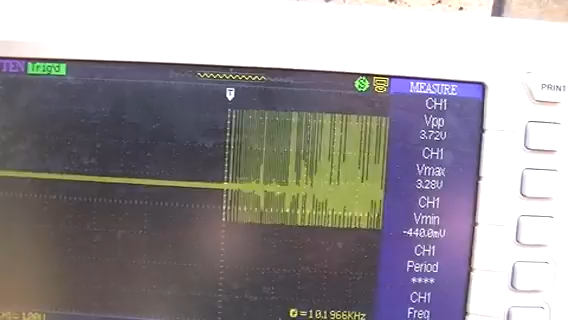 TEN Trig'd
T
MEASURE
CH1
Vpp
3.72V
CH1
Vmax
3.28V
CH1
Vmin
-440.0mV
CH1
Period
****
CH1
Freq
PRINT
=10.1966KHz